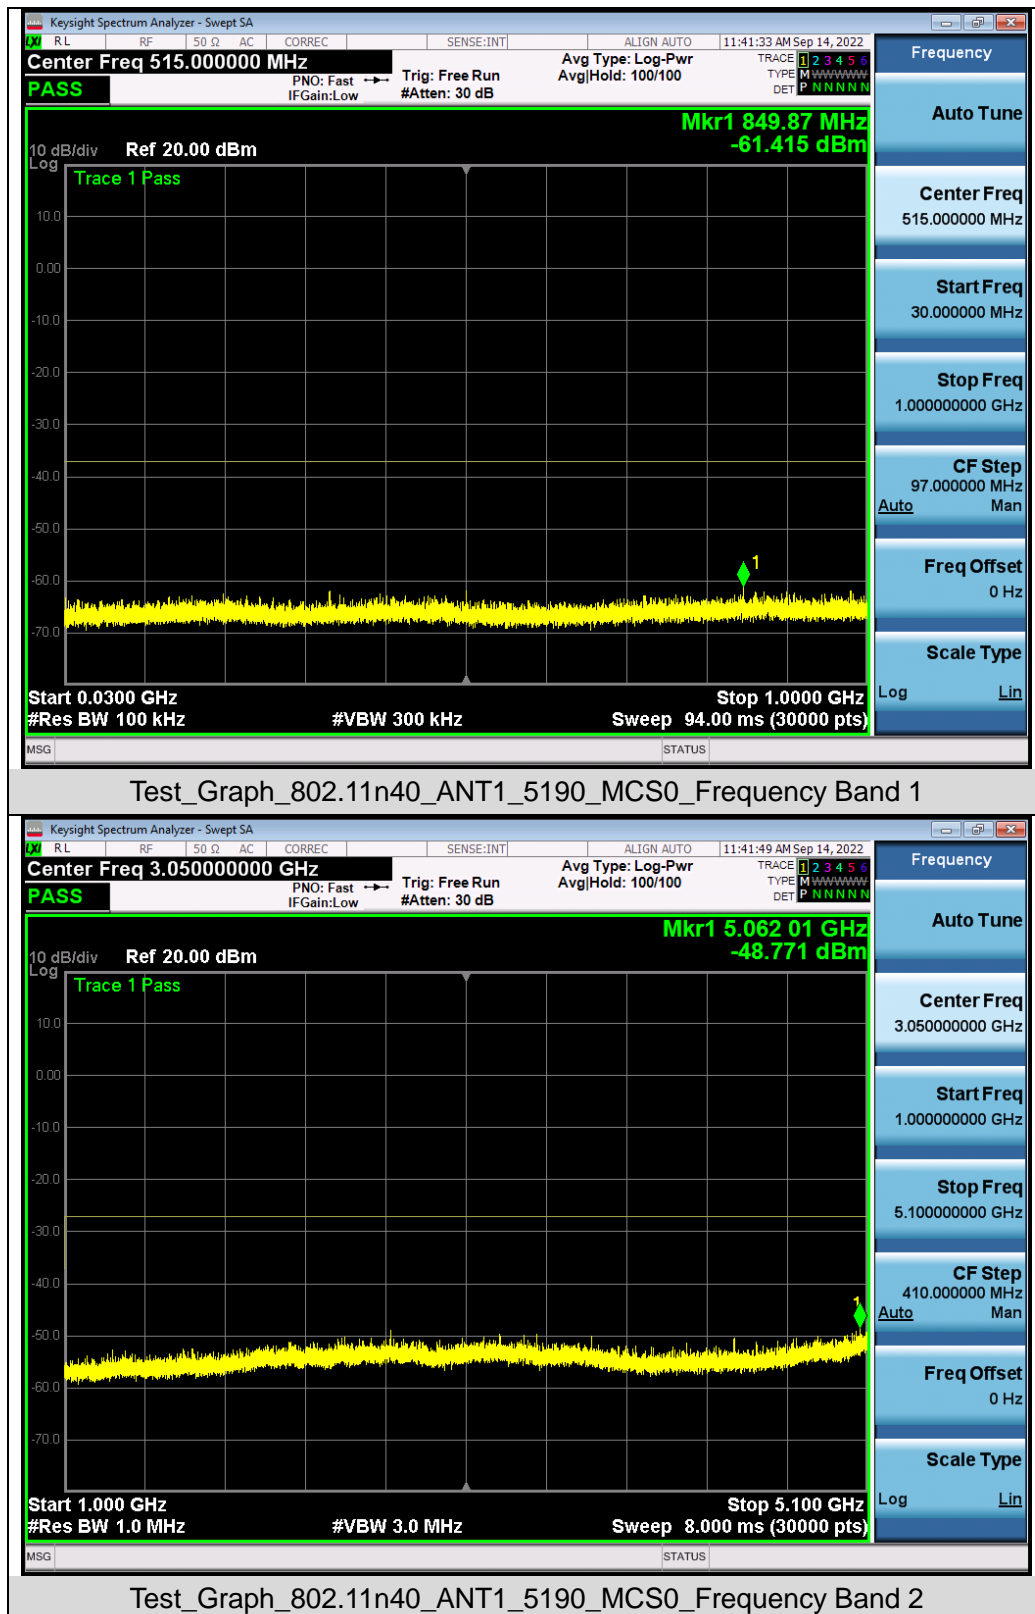 Keysight Spectrum Analyzer - Swept SA
LXI RL RF 50 Ω AC CORREC SENSE:INT ALIGN AUTO 11:41:33 AM Sep 14, 2022
Center Freq 515.000000 MHz
PASS
PNO: Fast
IFGain:Low
Trig: Free Run
#Atten: 30 dB
Avg Type: Log-Pwr
Avg|Hold: 100/100
TRACE 1 2 3 4 5 6
TYPE M WWWWW
DET P N N N N N
Mkr1 849.87 MHz
-61.415 dBm
10 dB/div Ref 20.00 dBm
Log
Trace 1 Pass
10.0
0.00
-10.0
-20.0
-30.0
-40.0
-50.0
-60.0
-70.0
1
Start 0.0300 GHz Stop 1.0000 GHz
#Res BW 100 kHz #VBW 300 kHz Sweep 94.00 ms (30000 pts)
MSG STATUS
Frequency
Auto Tune
Center Freq
515.000000 MHz
Start Freq
30.000000 MHz
Stop Freq
1.000000000 GHz
CF Step
97.000000 MHz
Auto Man
Freq Offset
0 Hz
Scale Type
Log Lin
Test_Graph_802.11n40_ANT1_5190_MCS0_Frequency Band 1
Keysight Spectrum Analyzer - Swept SA
LXI RL RF 50 Ω AC CORREC SENSE:INT ALIGN AUTO 11:41:49 AM Sep 14, 2022
Center Freq 3.050000000 GHz
PASS
PNO: Fast
IFGain:Low
Trig: Free Run
#Atten: 30 dB
Avg Type: Log-Pwr
Avg|Hold: 100/100
TRACE 1 2 3 4 5 6
TYPE M WWWWW
DET P N N N N N
Mkr1 5.062 01 GHz
-48.771 dBm
10 dB/div Ref 20.00 dBm
Log
Trace 1 Pass
10.0
0.00
-10.0
-20.0
-30.0
-40.0
-50.0
-60.0
-70.0
1
Start 1.000 GHz Stop 5.100 GHz
#Res BW 1.0 MHz #VBW 3.0 MHz Sweep 8.000 ms (30000 pts)
MSG STATUS
Frequency
Auto Tune
Center Freq
3.050000000 GHz
Start Freq
1.000000000 GHz
Stop Freq
5.100000000 GHz
CF Step
410.000000 MHz
Auto Man
Freq Offset
0 Hz
Scale Type
Log Lin
Test_Graph_802.11n40_ANT1_5190_MCS0_Frequency Band 2